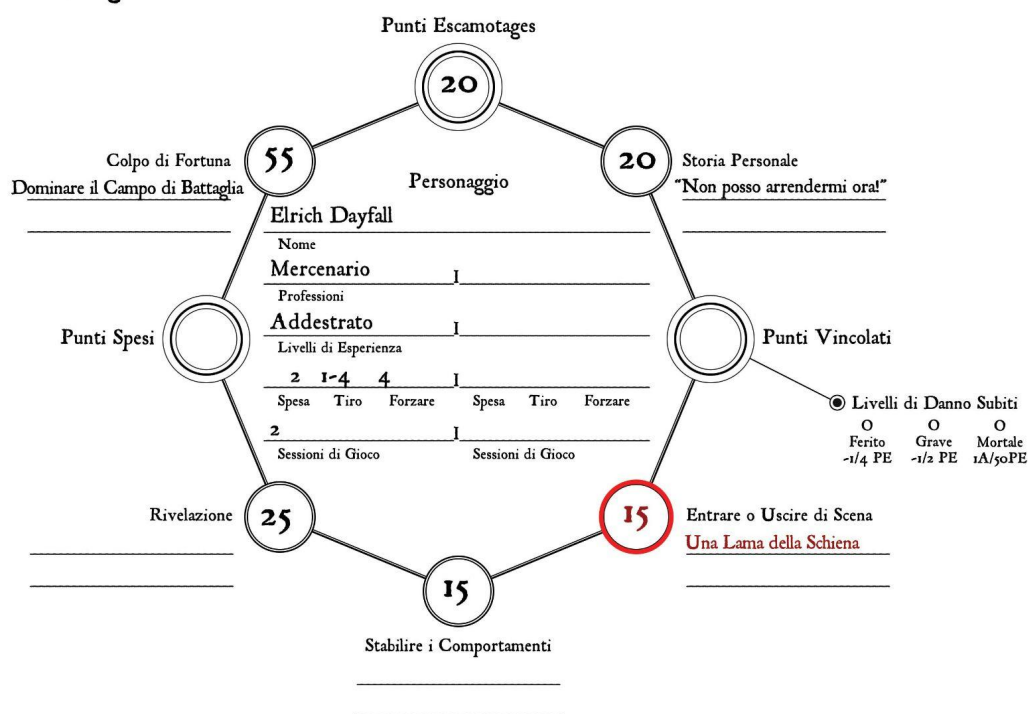 Punti Escamotages
20
Colpo di Fortuna
55
Dominare il Campo di Battaglia
20
Storia Personale
"Non posso arrendermi ora!"
Personaggio
Elrich Dayfall
Nome
Mercenario I
Professioni
Addestrato I
Livelli di Esperienza
2 1-4 4 I
Spesa Tiro Forzare Spesa Tiro Forzare
2 I
Sessioni di Gioco Sessioni di Gioco
Punti Spesi
Punti Vincolati
Livelli di Danno Subiti
O O O
Ferito Grave Mortale
-1/4 PE -1/2 PE 1A/50PE
Rivelazione
25
15
Entrare o Uscire di Scena
Una Lama della Schiena
15
Stabilire i Comportamenti